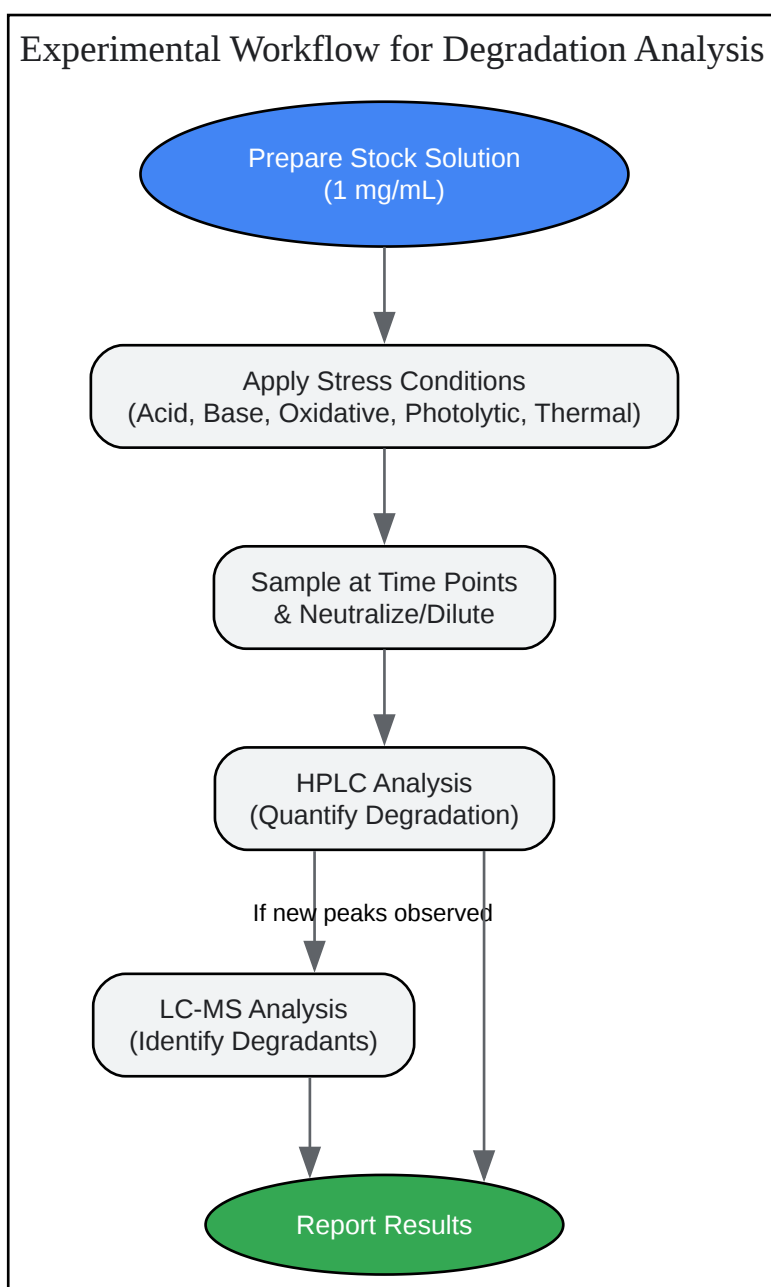 Experimental Workflow for Degradation Analysis
Prepare Stock Solution
(1 mg/mL)
Apply Stress Conditions
(Acid, Base, Oxidative, Photolytic, Thermal)
Sample at Time Points
& Neutralize/Dilute
HPLC Analysis
(Quantify Degradation)
If new peaks observed
LC-MS Analysis
(Identify Degradants)
Report Results